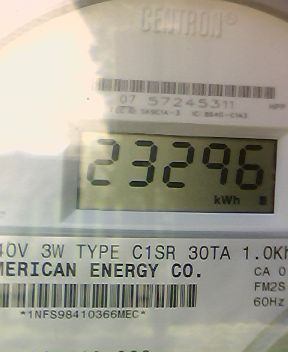 CENTRON®
07 57245311
23296
kWh
40V 3W TYPE C1SR 30TA 1.0Kh
MERICAN ENERGY CO.
CA 0
FM2S
60Hz
*1NFS98410366MEC*